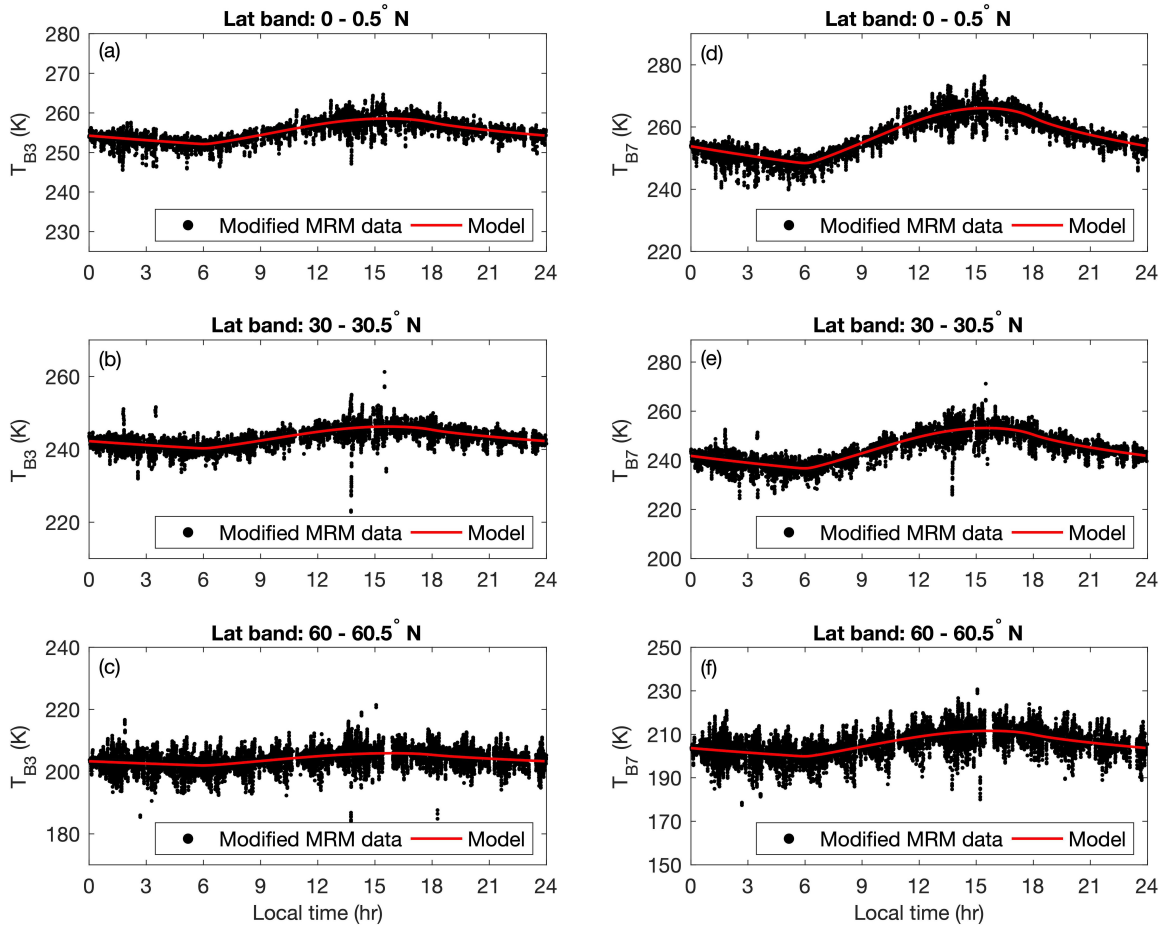 Lat band: 0 - 0.5° N
(a)
280
270
260
250
240
230
T_B3 (K)
Modified MRM data Model
0 3 6 9 12 15 18 21 24
Lat band: 0 - 0.5° N
(d)
280
260
240
220
T_B7 (K)
Modified MRM data Model
0 3 6 9 12 15 18 21 24
Lat band: 30 - 30.5° N
(b)
260
240
220
T_B3 (K)
Modified MRM data Model
0 3 6 9 12 15 18 21 24
Lat band: 30 - 30.5° N
(e)
280
260
240
220
200
T_B7 (K)
Modified MRM data Model
0 3 6 9 12 15 18 21 24
Lat band: 60 - 60.5° N
(c)
240
220
200
180
T_B3 (K)
Modified MRM data Model
0 3 6 9 12 15 18 21 24
Local time (hr)
Lat band: 60 - 60.5° N
(f)
250
230
210
190
170
150
T_B7 (K)
Modified MRM data Model
0 3 6 9 12 15 18 21 24
Local time (hr)